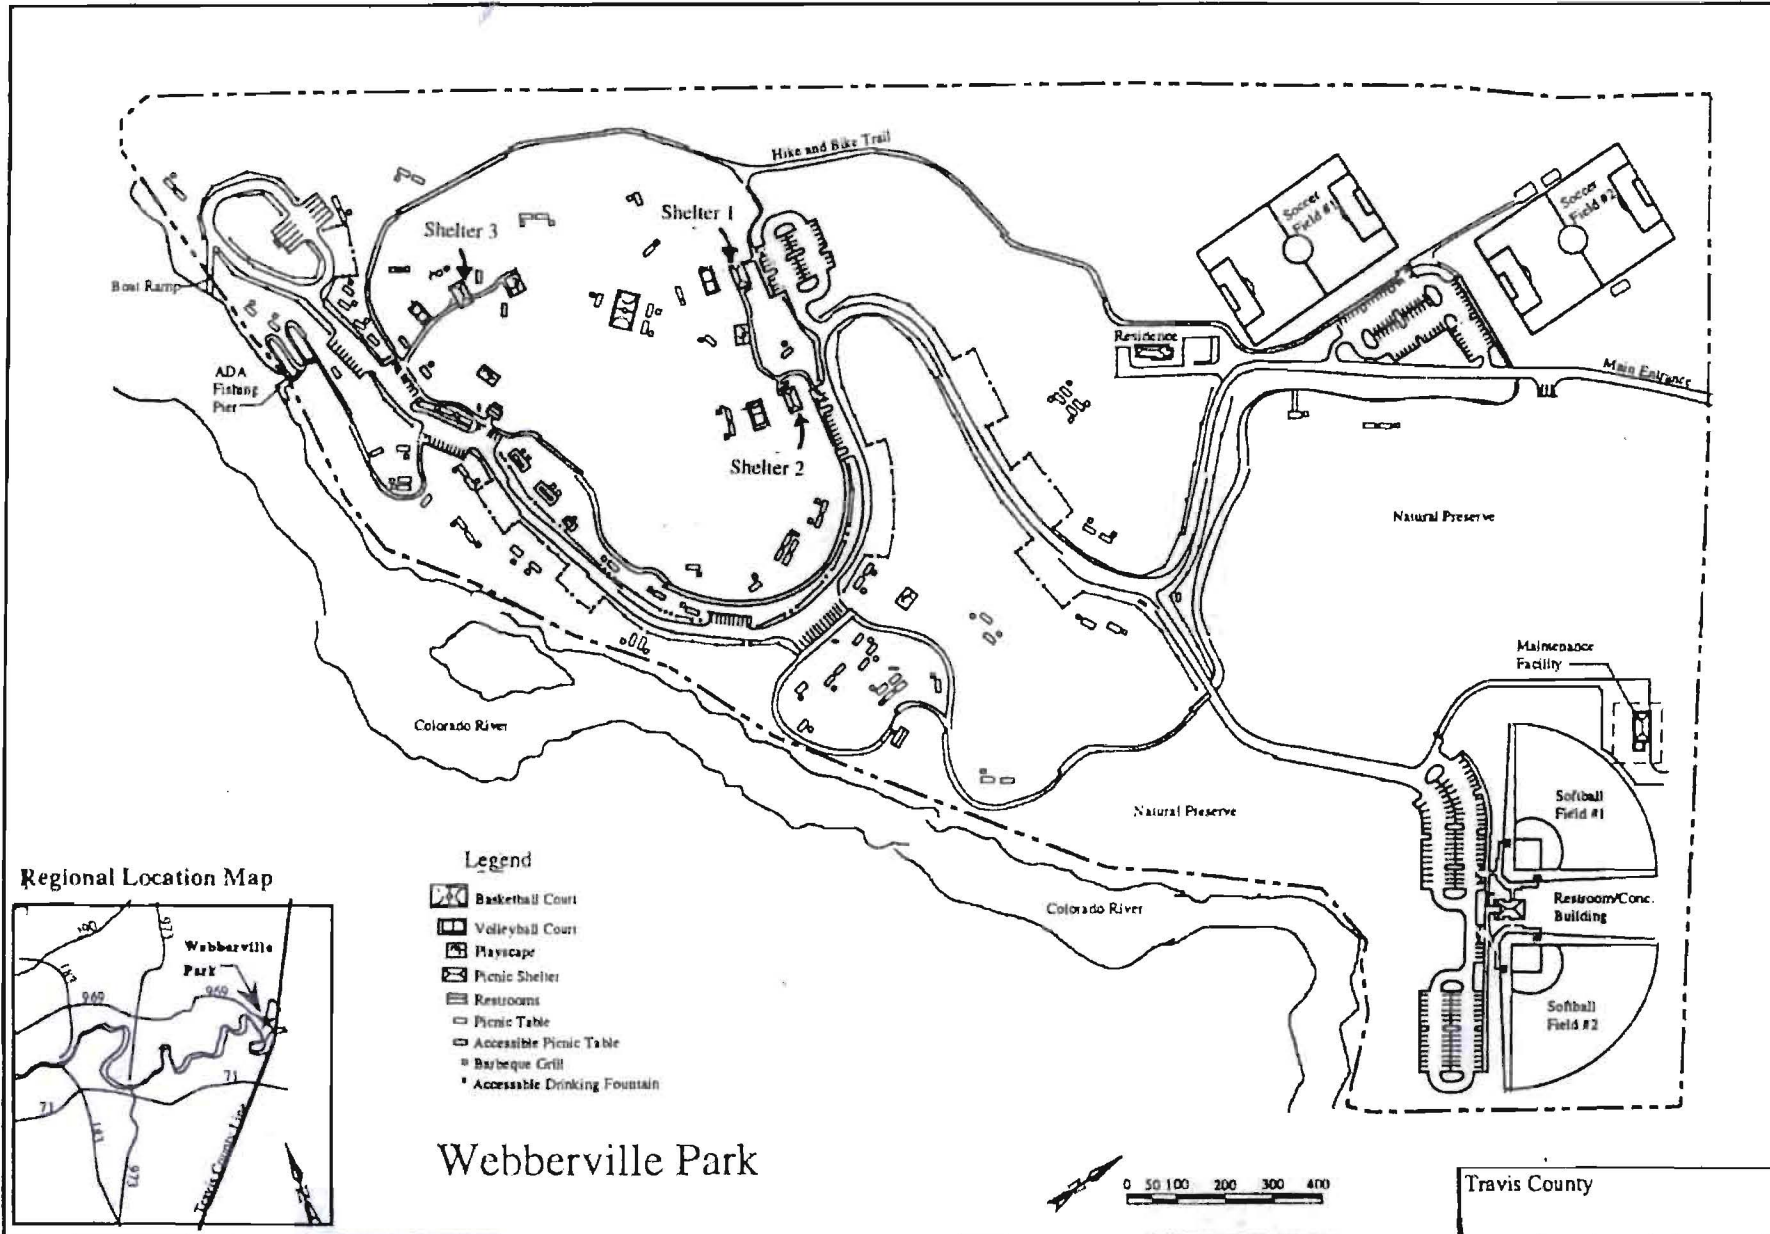 Hike and Bike Trail
Soccer
Field #1
Soccer
Field #2
Shelter 1
Shelter 3
Boat Ramp
Residence
Main Entrance
ADA
Fishing
Pier
Shelter 2
Natural Preserve
Maintenance
Facility
Colorado River
Natural Preserve
Softball
Field #1
Restroom/Conc.
Building
Colorado River
Softball
Field #2
Regional Location Map
Webberville
Park
973
183
969
969
71
71
183
973
Travis County Line
Legend
Basketball Court
Volleyball Court
Playscape
Picnic Shelter
Restrooms
Picnic Table
Accessible Picnic Table
Barbeque Grill
Accessable Drinking Fountain
Webberville Park
0 50 100 200 300 400
Travis County